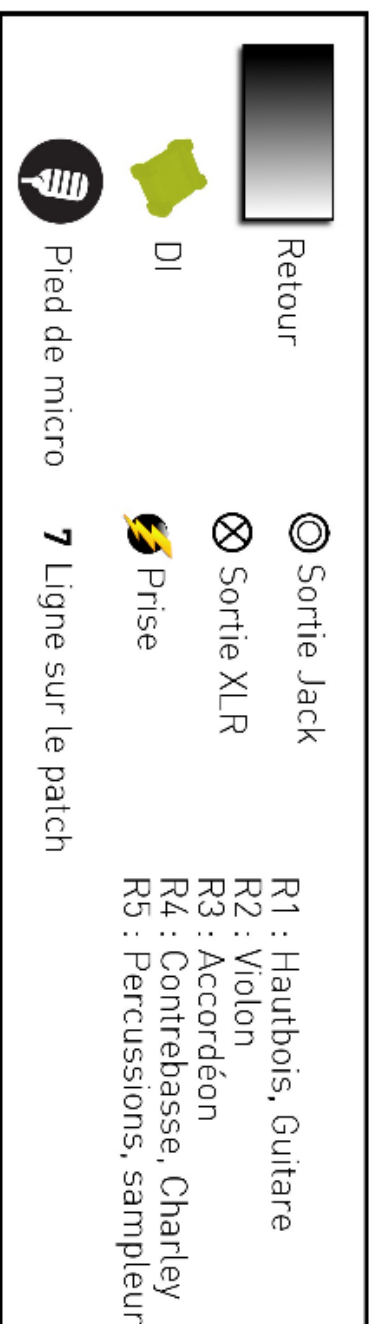 Retour
DI
Pied de micro
Sortie Jack
Sortie XLR
Prise
7 Ligne sur le patch
R1 : Hautbois, Guitare
R2 : Violon
R3 : Accordéon
R4 : Contrebasse, Charley
R5 : Percussions, sampleur